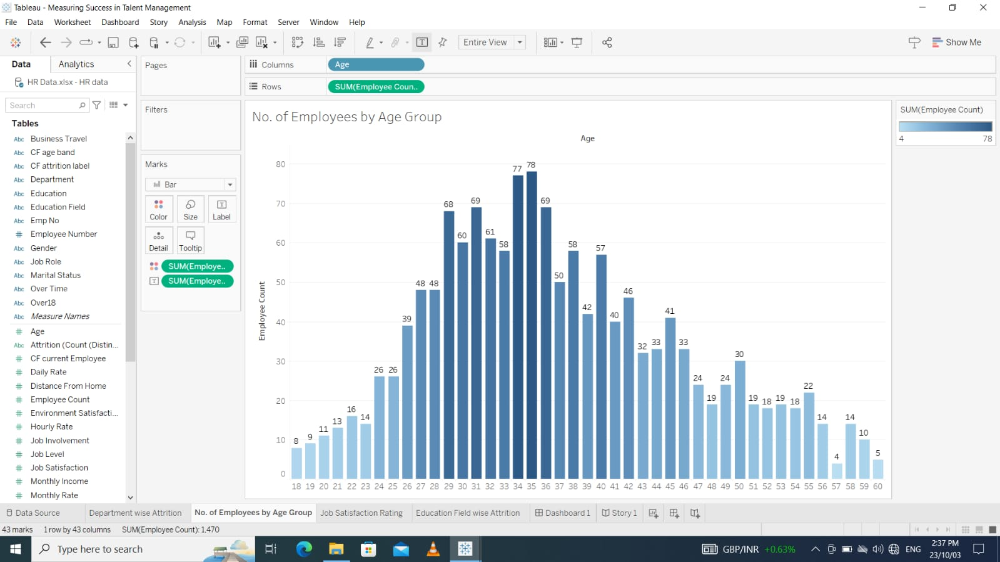 Tableau - Measuring Success in Talent Management
File Data Worksheet Dashboard Story Analysis Map Format Server Window Help
Entire View
Show Me
Data Analytics
HR Data.xlsx - HR data
Search
Tables
Abc Business Travel
Abc CF age band
Abc CF attrition label
Abc Department
Abc Education
Abc Education Field
Abc Emp No
# Employee Number
Abc Gender
Abc Job Role
Abc Marital Status
Abc Over Time
Abc Over18
Abc Measure Names
# Age
Abc Attrition (Count (Distin...
# CF current Employee
# Daily Rate
# Distance From Home
# Employee Count
# Environment Satisfacti...
# Hourly Rate
# Job Involvement
# Job Level
# Job Satisfaction
# Monthly Income
# Monthly Rate
Pages
Filters
Marks
Bar
Color Size Label
Detail Tooltip
SUM(Employe..
SUM(Employe..
Columns Age
Rows SUM(Employee Coun..
No. of Employees by Age Group
Age
Employee Count
80
70
60
50
40
30
20
10
0
8 9 11 13 16 14 26 26 39 48 48 68 60 69 61 58 77 78 69 50 58 42 57 40 46 32 33 41 33 24 19 24 30 19 18 19 18 22 14 4 14 10 5
18 19 20 21 22 23 24 25 26 27 28 29 30 31 32 33 34 35 36 37 38 39 40 41 42 43 44 45 46 47 48 49 50 51 52 53 54 55 56 57 58 59 60
SUM(Employee Count)
4 78
Data Source Department wise Attrition No. of Employees by Age Group Job Satisfaction Rating Education Field wise Attrition Dashboard 1 Story 1
43 marks 1 row by 43 columns SUM(Employee Count): 1,470
Type here to search
GBP/INR +0.63%
ENG
2:37 PM
23/10/03